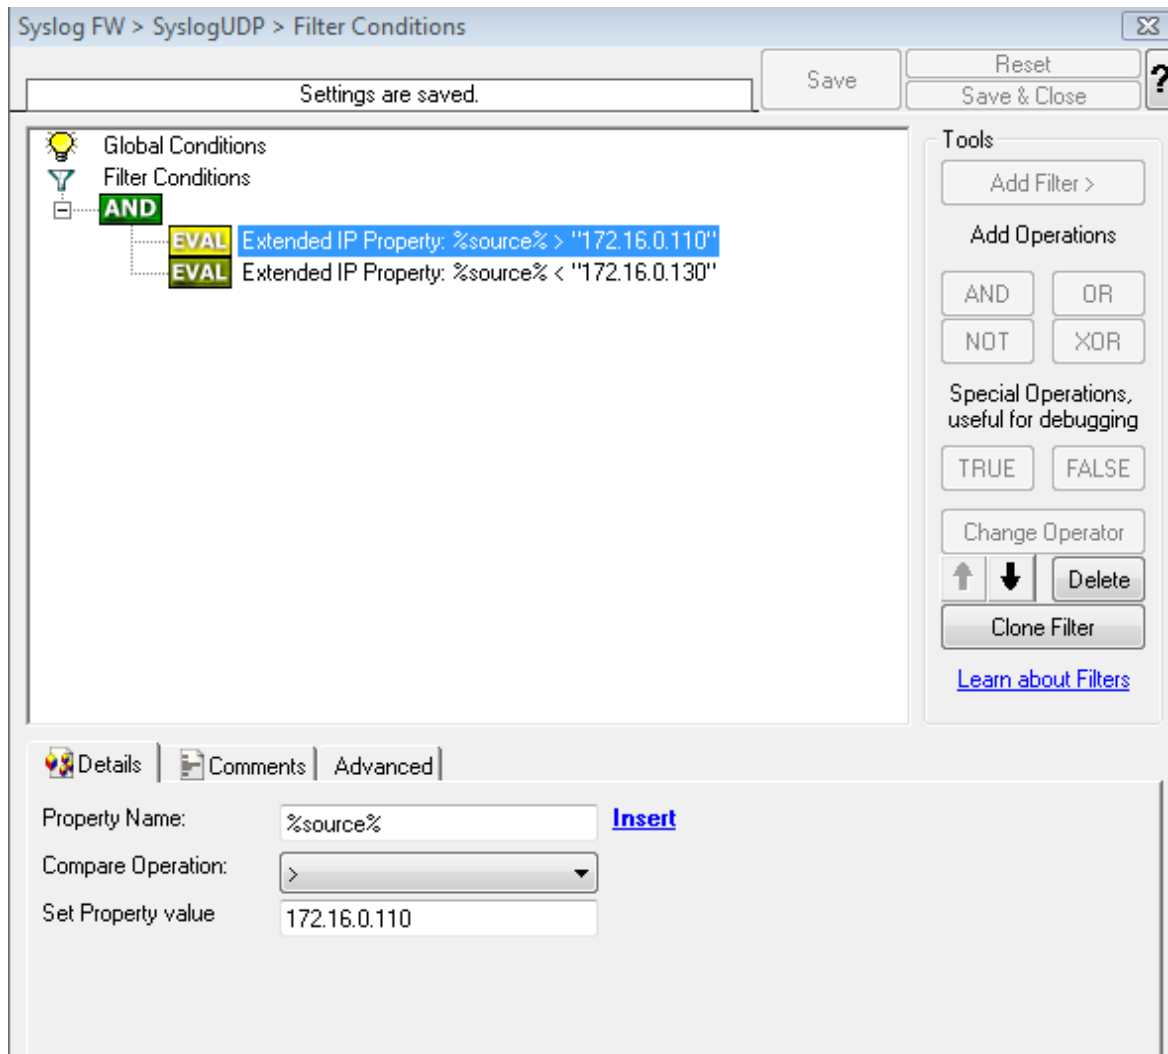 Syslog FW > SyslogUDP > Filter Conditions
Settings are saved.
Save
Reset
Save & Close
?
Global Conditions
Filter Conditions
AND
EVAL Extended IP Property: %source% > "172.16.0.110"
EVAL Extended IP Property: %source% < "172.16.0.130"
Tools
Add Filter >
Add Operations
AND OR
NOT XOR
Special Operations,
useful for debugging
TRUE FALSE
Change Operator
Delete
Clone Filter
Learn about Filters
Details Comments Advanced
Property Name: %source% Insert
Compare Operation: >
Set Property value 172.16.0.110